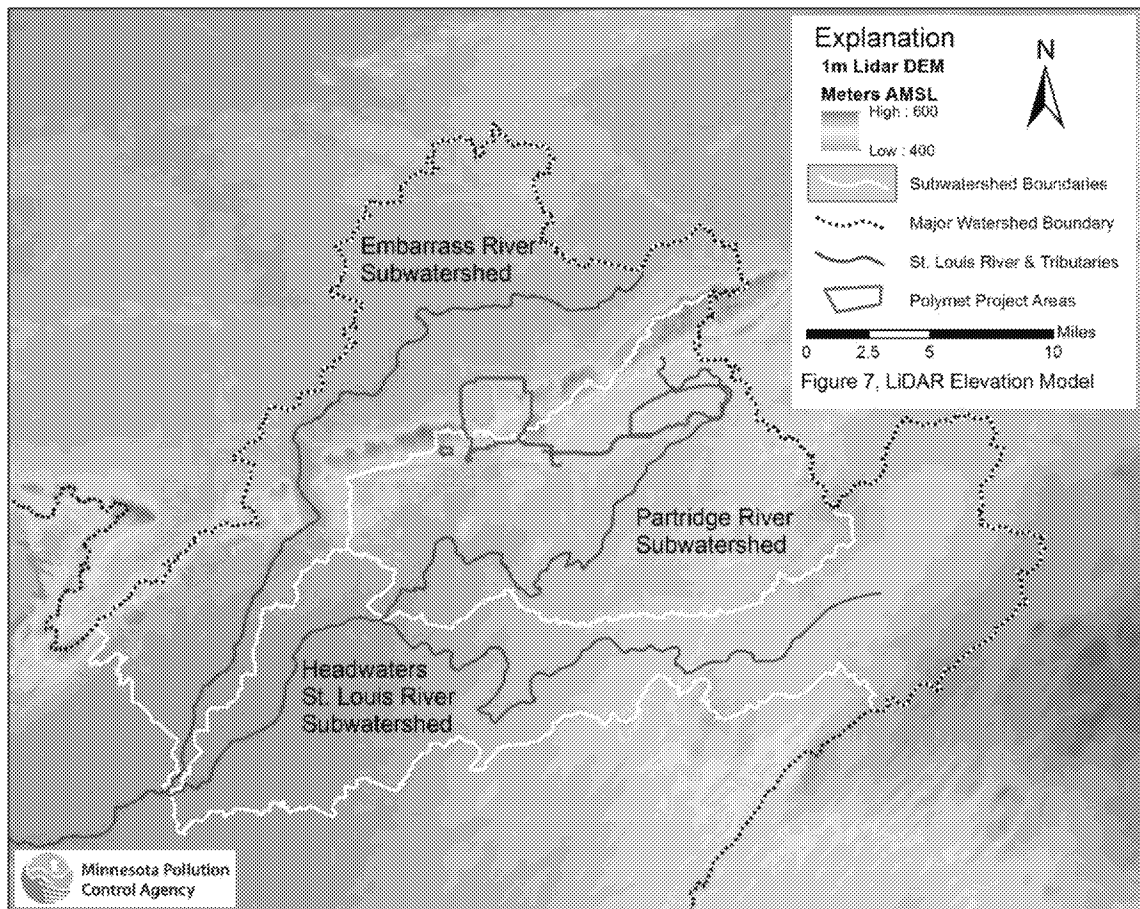 Explanation
1m Lidar DEM
Meters AMSL
High : 600
Low : 400
N
Subwatershed Boundaries
Major Watershed Boundary
St. Louis River & Tributaries
Polymet Project Areas
Miles
0 2.5 5 10
Figure 7, LiDAR Elevation Model
Embarrass River
Subwatershed
Partridge River
Subwatershed
Headwaters
St. Louis River
Subwatershed
Minnesota Pollution
Control Agency